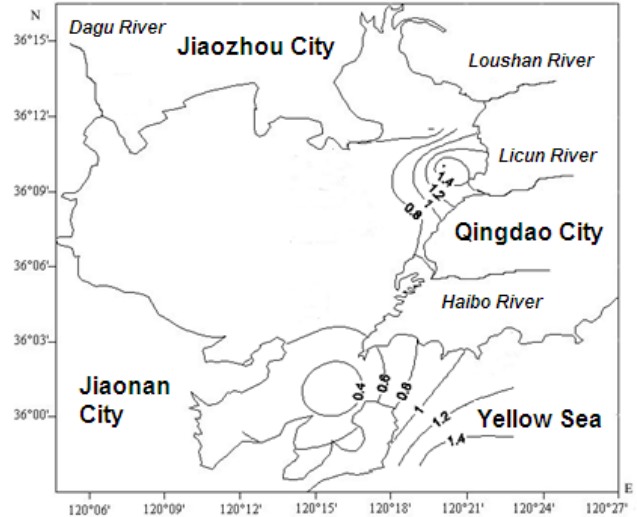 N
36°15'
36°12'
36°09'
36°06'
36°03'
36°00'
Dagu River
Jiaozhou City
Loushan River
Licun River
1.4
1.2
1
0.8
Qingdao City
Haibo River
Jiaonan
City
0.4
0.6
0.8
1
1.2
1.4
Yellow Sea
E
120°06' 120°09' 120°12' 120°15' 120°18' 120°21' 120°24' 120°27'